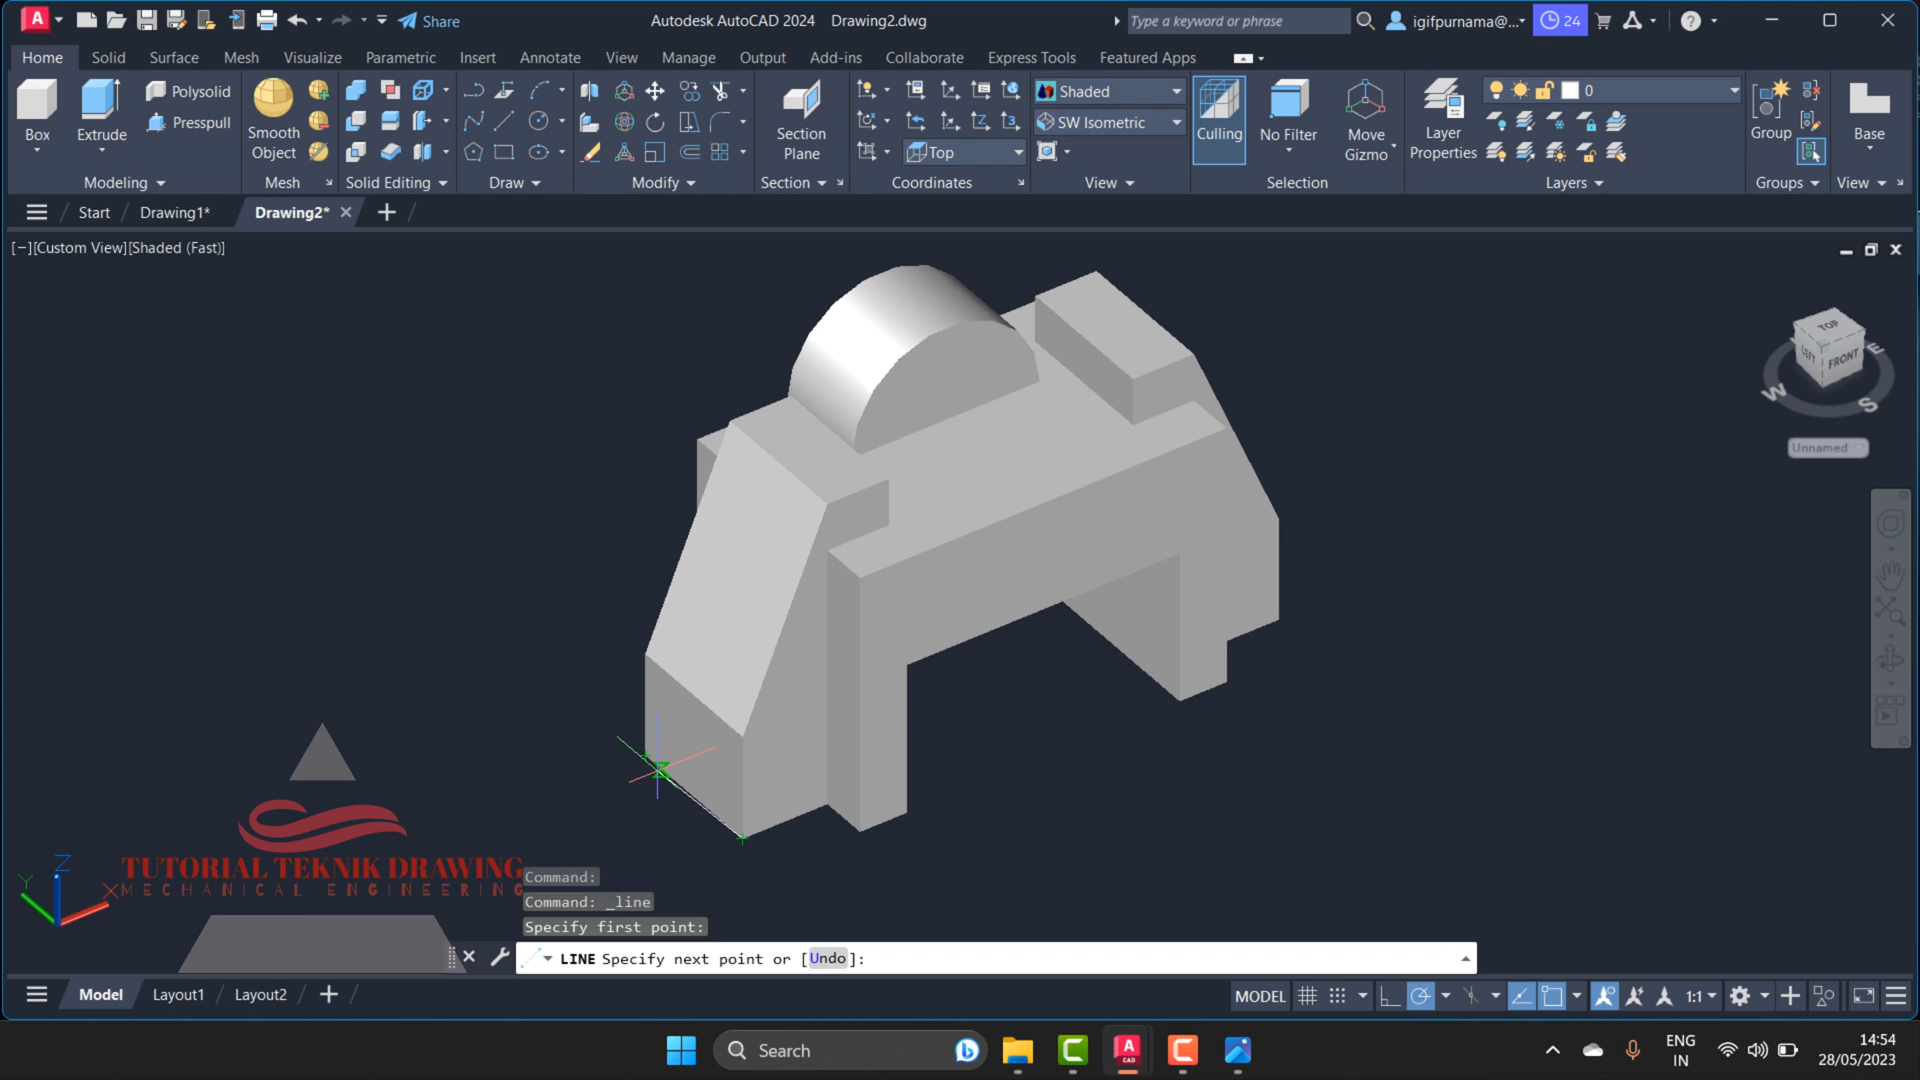 A
Share
Autodesk AutoCAD 2024 Drawing2.dwg
Type a keyword or phrase
igifpurnama@...
24
?
Home Solid Surface Mesh Visualize Parametric Insert Annotate View Manage Output Add-ins Collaborate Express Tools Featured Apps
Box
Extrude
Polysolid
Presspull
Modeling
Smooth
Object
Mesh
Solid Editing
Draw
Modify
Section
Plane
Section
Top
Coordinates
Shaded
SW Isometric
View
Culling
No Filter
Move
Gizmo
Selection
Layer
Properties
0
Layers
Group
Groups
Base
View
Start Drawing1* Drawing2*
[−][Custom View][Shaded (Fast)]
TOP
LEFT
FRONT
E
W
S
Unnamed
Z
Y
X
TUTORIAL TEKNIK DRAWING
MECHANICAL ENGINEERING
Command:
Command: _line
Specify first point:
LINE Specify next point or [Undo]:
Model Layout1 Layout2
MODEL
1:1
Search
A
CAD
ENG
IN
14:54
28/05/2023